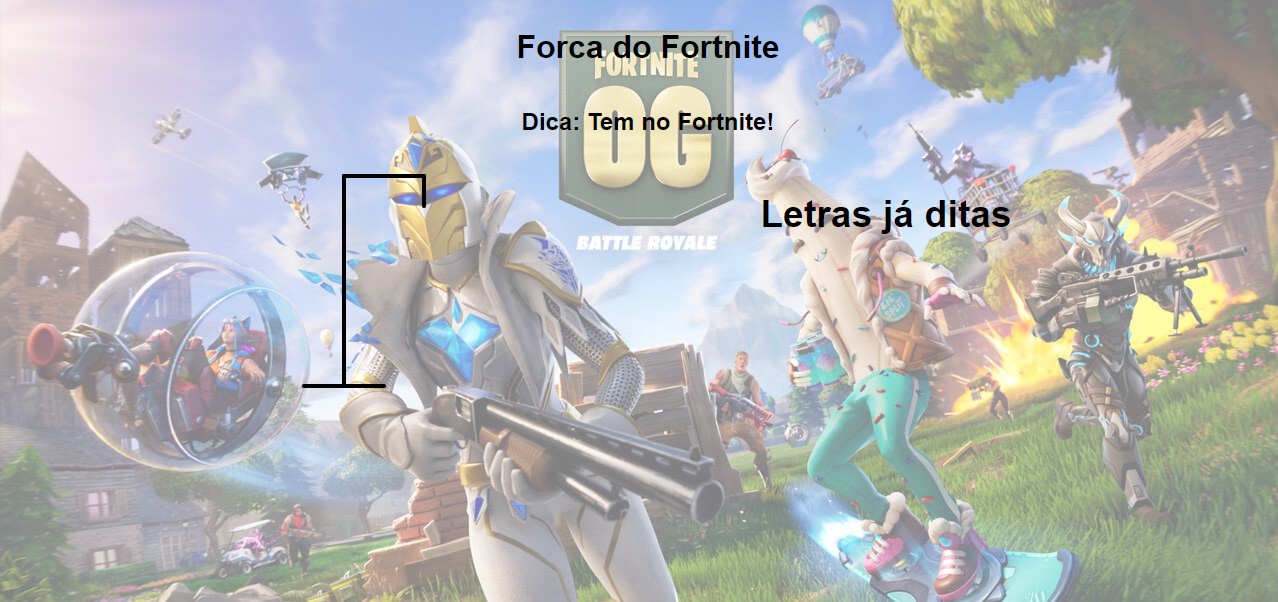 Forca do Fortnite
FORTNITE
OG
Dica: Tem no Fortnite!
BATTLE ROYALE
Letras já ditas